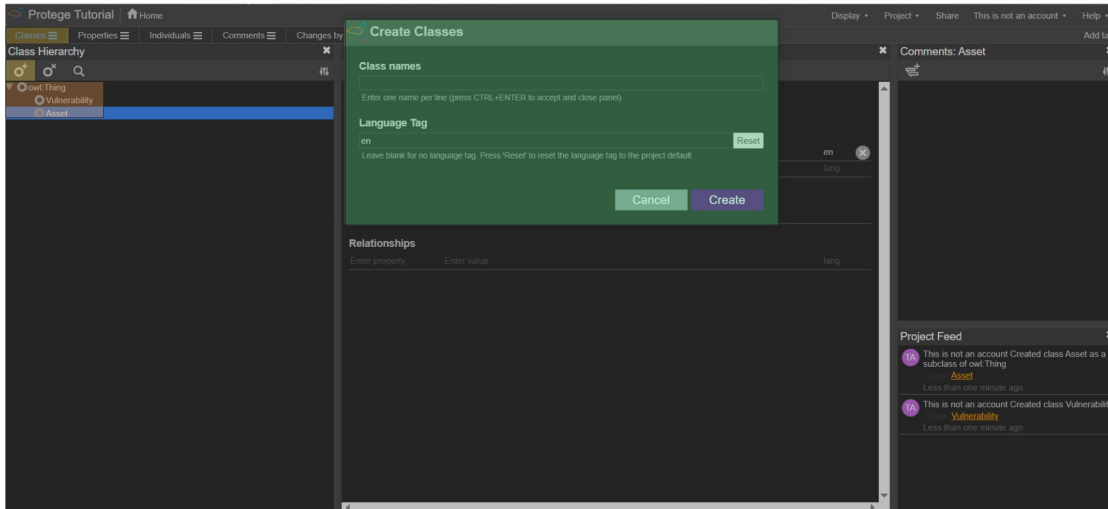 Protege Tutorial
Home
Display
Project
Share
This is not an account
Help
Classes
Properties
Individuals
Comments
Changes by
Add ta
Class Hierarchy
owl Thing
Vulnerability
Asset
Create Classes
Class names
Enter one name per line (press CTRL+ENTER to accept and close panel)
Language Tag
en
Reset
Leave blank for no language tag. Press 'Reset' to reset the language tag to the project default.
Cancel
Create
en
lang
Relationships
Enter property
Enter value
lang
Comments: Asset
Project Feed
TA
This is not an account Created class Asset as a
subclass of owl:Thing
Class Asset
Less than one minute ago
TA
This is not an account Created class Vulnerabilit
Class Vulnerability
Less than one minute ago